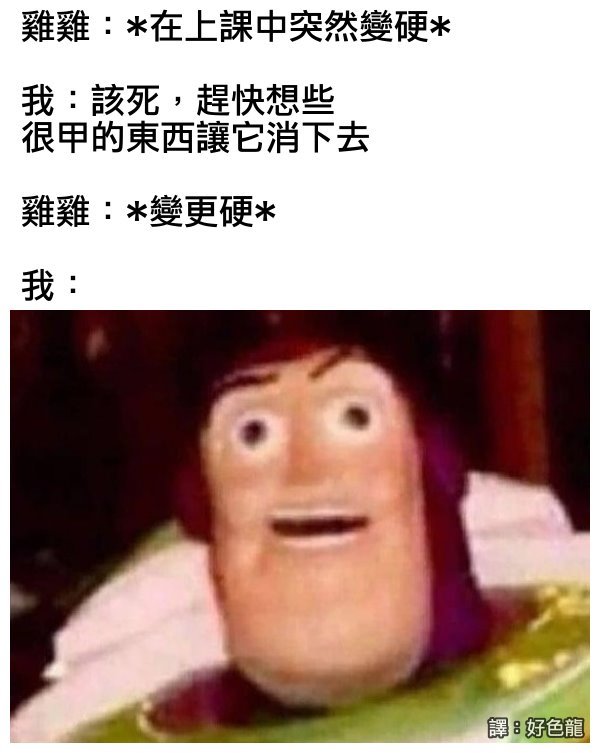 雞雞：*在上課中突然變硬*
我：該死，趕快想些
很甲的東西讓它消下去
雞雞：*變更硬*
我：
譯：好色龍